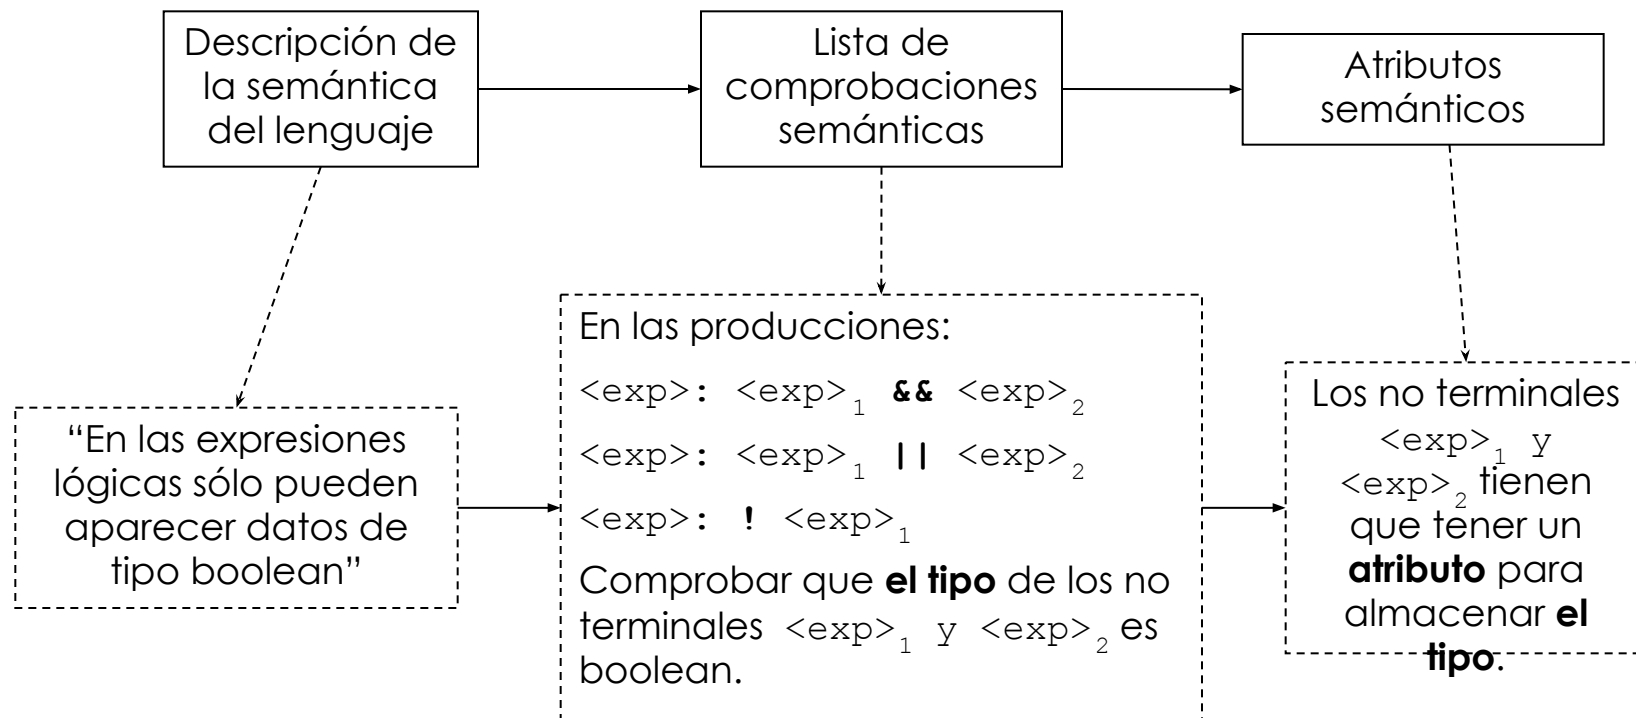 Descripción de
la semántica
del lenguaje
Lista de
comprobaciones
semánticas
Atributos
semánticos
“En las expresiones
lógicas sólo pueden
aparecer datos de
tipo boolean”
En las producciones:
<exp>: <exp>1 && <exp>2
<exp>: <exp>1 || <exp>2
<exp>: ! <exp>1
Comprobar que el tipo de los no
terminales <exp>1 y <exp>2 es
boolean.
Los no terminales
<exp>1 y
<exp>2 tienen
que tener un
atributo para
almacenar el
tipo.